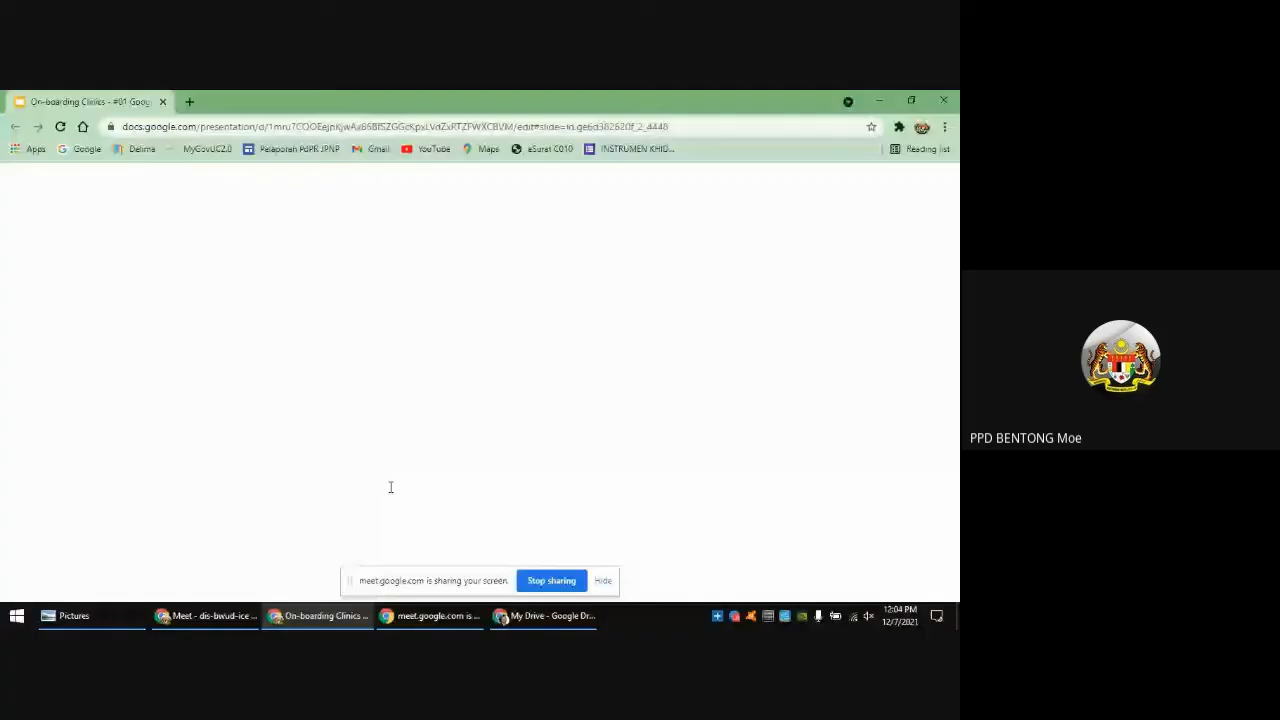 On-boarding Clinics - #01 Goog
docs.google.com/presentation/d/
Apps Google Delima MyGovUC2.0 Pelaporan PdPR JPNP Gmail YouTube Maps eSurat C010 INSTRUMEN KHID... Reading list
PPD BENTONG Moe
meet.google.com is sharing your screen. Stop sharing Hide
Pictures Meet - dis-bwud-ice ... On-boarding Clinics ... meet.google.com is ... My Drive - Google Dr... 12:04 PM
12/7/2021